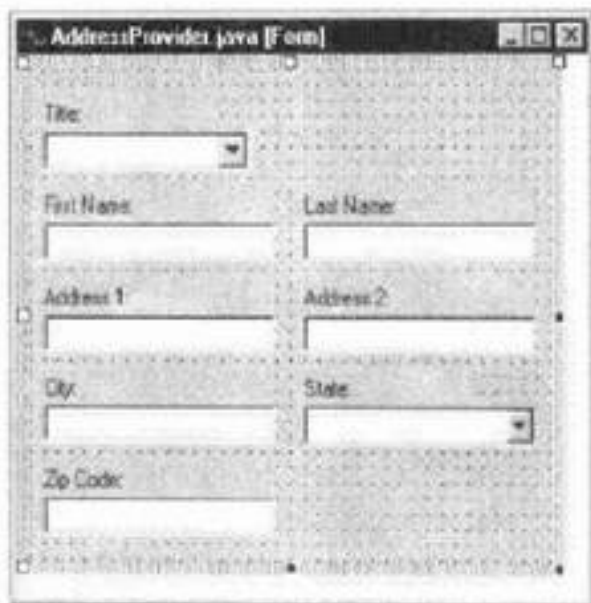 AddressProvider.java [Form]
Title:
First Name: Last Name:
Address 1: Address 2:
City: State:
Zip Code: